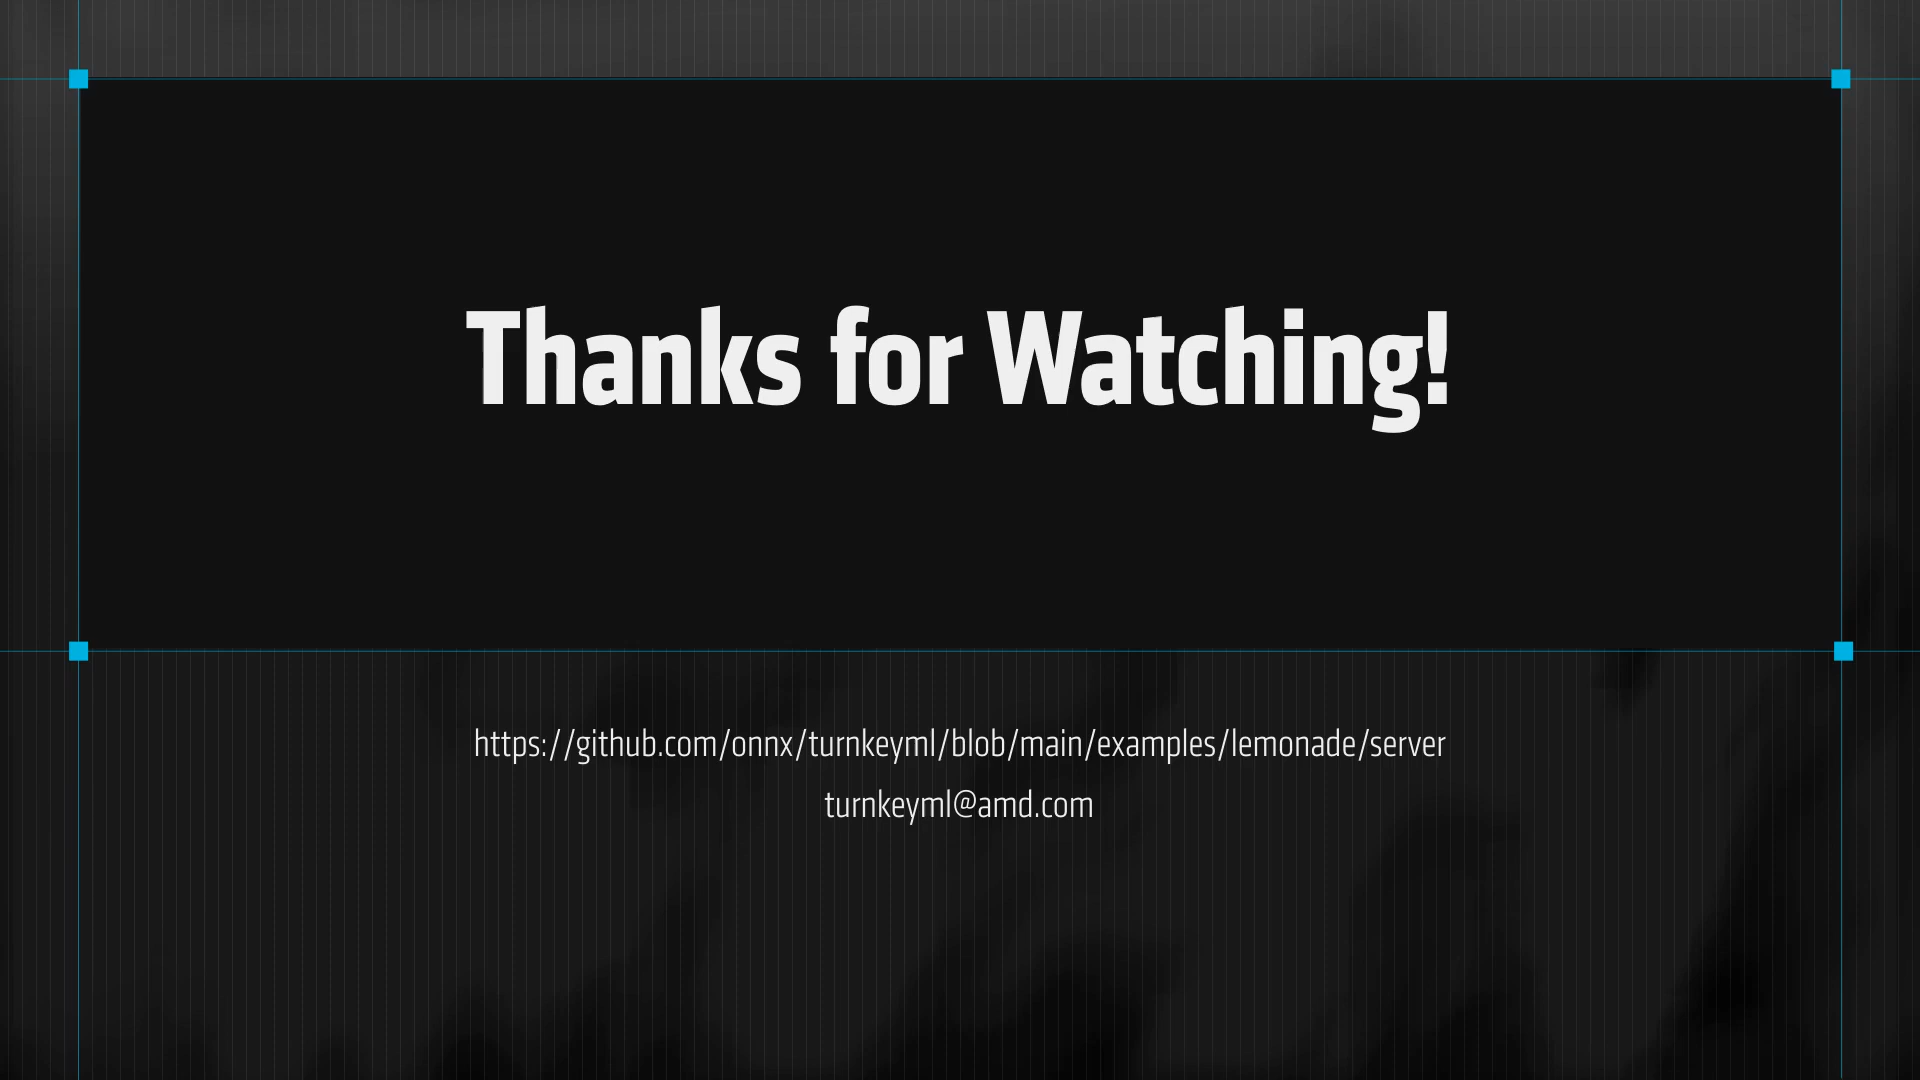 Thanks for Watching!
https://github.com/onnx/turnkeyml/blob/main/examples/lemonade/server
turnkeyml@amd.com